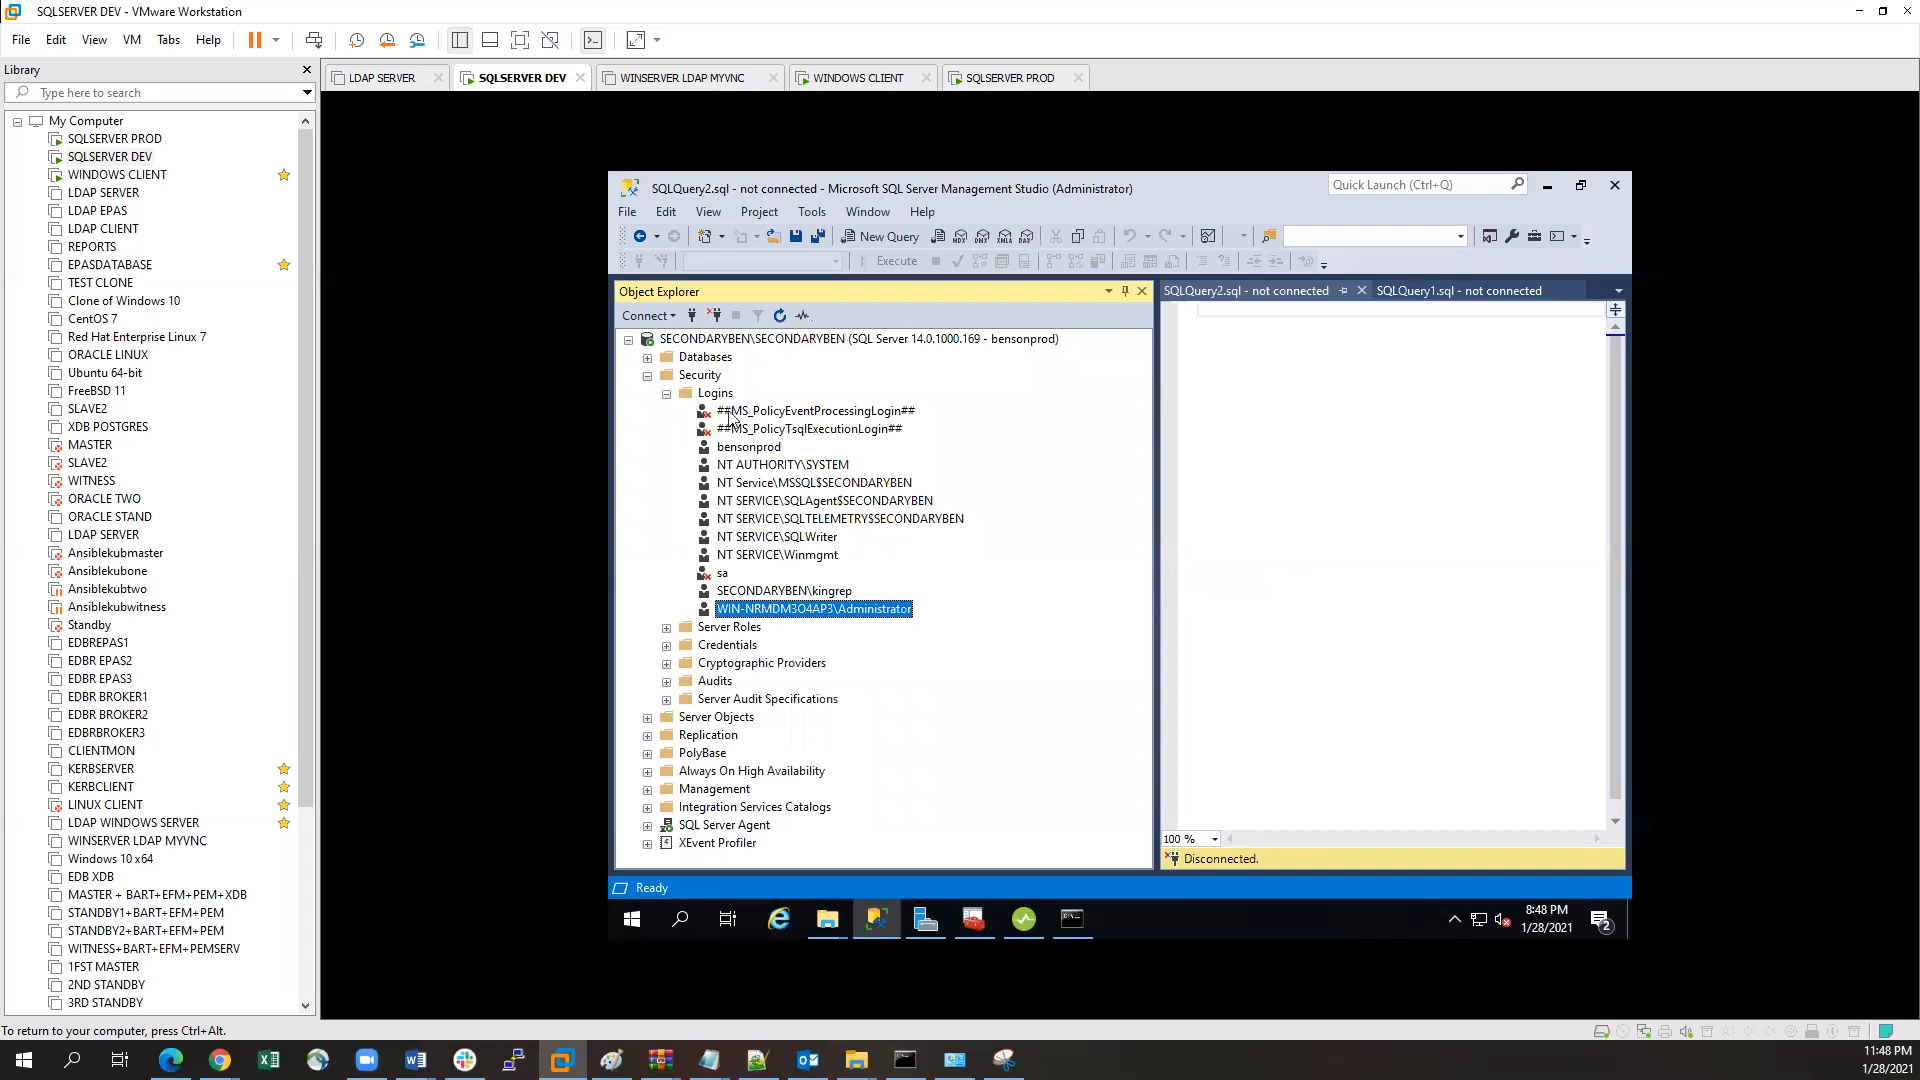 SQLSERVER DEV - VMware Workstation
File Edit View VM Tabs Help
Library
Type here to search
My Computer
SQLSERVER PROD
SQLSERVER DEV
WINDOWS CLIENT
LDAP SERVER
LDAP EPAS
LDAP CLIENT
REPORTS
EPASDATABASE
TEST CLONE
Clone of Windows 10
CentOS 7
Red Hat Enterprise Linux 7
ORACLE LINUX
Ubuntu 64-bit
FreeBSD 11
SLAVE2
XDB POSTGRES
MASTER
SLAVE2
WITNESS
ORACLE TWO
ORACLE STAND
LDAP SERVER
Ansiblekubmaster
Ansiblekubone
Ansiblekubtwo
Ansiblekubwitness
Standby
EDBREPAS1
EDBR EPAS2
EDBR EPAS3
EDBR BROKER1
EDBR BROKER2
EDBRBROKER3
CLIENTMON
KERBSERVER
KERBCLIENT
LINUX CLIENT
LDAP WINDOWS SERVER
WINSERVER LDAP MYVNC
Windows 10 x64
EDB XDB
MASTER + BART+EFM+PEM+XDB
STANDBY1+BART+EFM+PEM
STANDBY2+BART+EFM+PEM
WITNESS+BART+EFM+PEMSERV
1FST MASTER
2ND STANDBY
3RD STANDBY
LDAP SERVER SQLSERVER DEV WINSERVER LDAP MYVNC WINDOWS CLIENT SQLSERVER PROD
SQLQuery2.sql - not connected - Microsoft SQL Server Management Studio (Administrator)
Quick Launch (Ctrl+Q)
File Edit View Project Tools Window Help
New Query
MDX DMX XMLA DAX
Execute
Object Explorer
Connect
SECONDARYBEN\SECONDARYBEN (SQL Server 14.0.1000.169 - bensonprod)
Databases
Security
Logins
##MS_PolicyEventProcessingLogin##
##MS_PolicyTsqlExecutionLogin##
bensonprod
NT AUTHORITY\SYSTEM
NT Service\MSSQL$SECONDARYBEN
NT SERVICE\SQLAgent$SECONDARYBEN
NT SERVICE\SQLTELEMETRY$SECONDARYBEN
NT SERVICE\SQLWriter
NT SERVICE\Winmgmt
sa
SECONDARYBEN\kingrep
WIN-NRMDM3O4AP3\Administrator
Server Roles
Credentials
Cryptographic Providers
Audits
Server Audit Specifications
Server Objects
Replication
PolyBase
Always On High Availability
Management
Integration Services Catalogs
SQL Server Agent
XEvent Profiler
SQLQuery2.sql - not connected SQLQuery1.sql - not connected
100 %
Disconnected.
Ready
8:48 PM
1/28/2021
2
To return to your computer, press Ctrl+Alt.
11:48 PM
1/28/2021